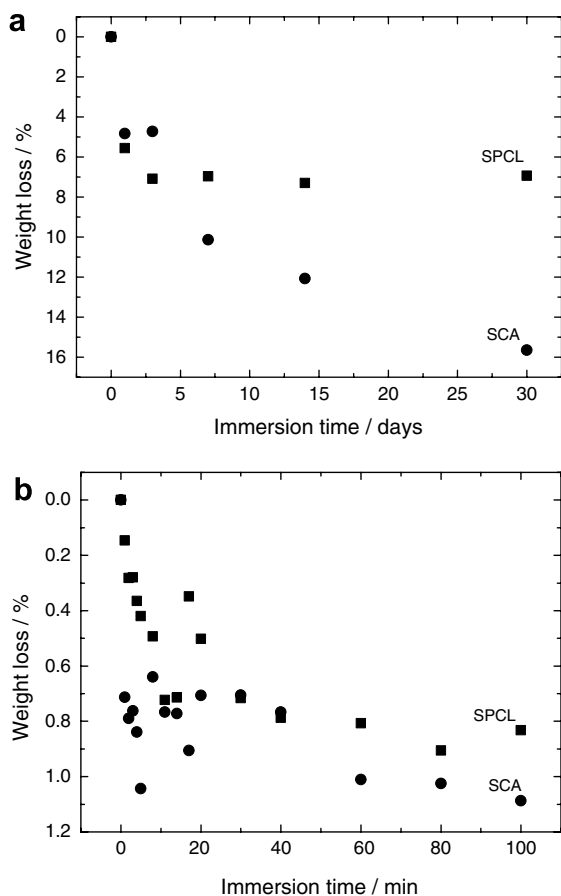 a
0
2
4
6
8
10
12
14
16
Weight loss / %
SPCL
SCA
0 5 10 15 20 25 30
Immersion time / days
b
0.0
0.2
0.4
0.6
0.8
1.0
1.2
Weight loss / %
SPCL
SCA
0 20 40 60 80 100
Immersion time / min